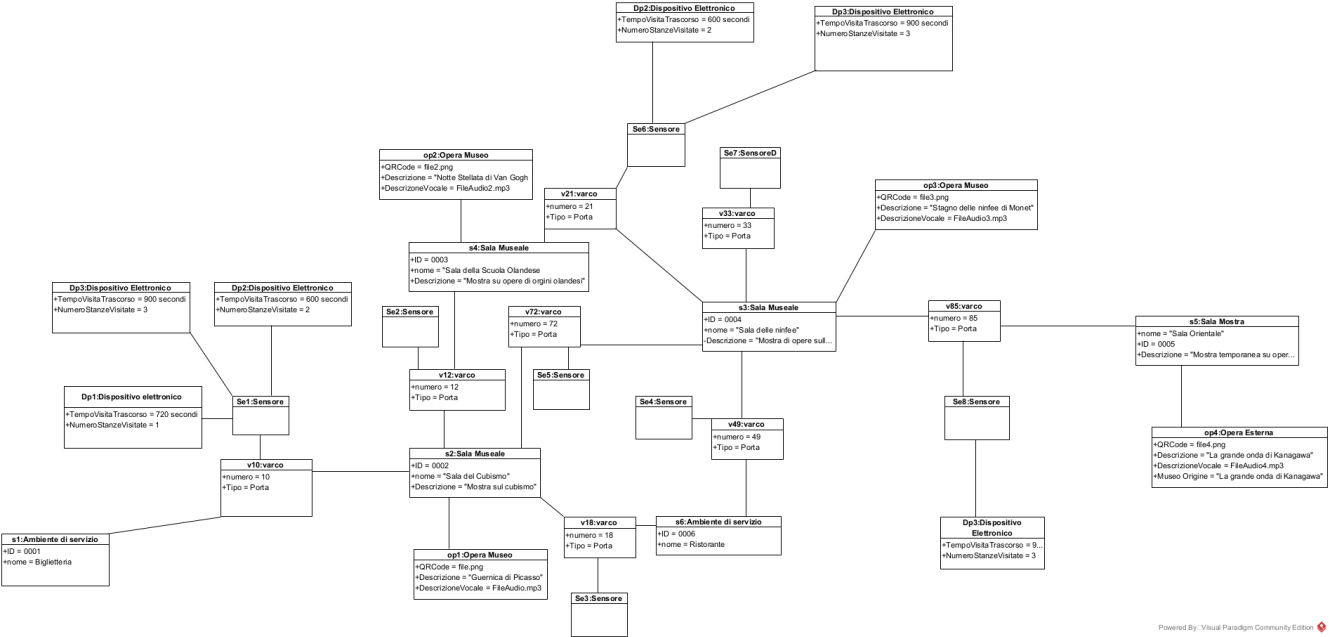 Dp2:Dispositivo Elettronico
+TempoVisitaTrascorso = 600 secondi
+NumeroStanzeVisitate = 2
Dp3:Dispositivo Elettronico
+TempoVisitaTrascorso = 900 secondi
+NumeroStanzeVisitate = 3
Se6:Sensore
Se7:SensoreD
op2:Opera Museo
+QRCode = file2.png
+Descrizione = "Notte Stellata di Van Gogh
+DescrizoneVocale = FileAudio2.mp3
v21:varco
+numero = 21
+Tipo = Porta
v33:varco
+numero = 33
+Tipo = Porta
op3:Opera Museo
+QRCode = file3.png
+Descrizione = "Stagno delle ninfee di Monet"
+DescrizioneVocale = FileAudio3.mp3
s4:Sala Museale
+ID = 0003
+nome = "Sala della Scuola Olandese
+Descrizione = "Mostra su opere di orgini olandesi"
Dp3:Dispositivo Elettronico
+TempoVisitaTrascorso = 900 secondi
+NumeroStanzeVisitate = 3
Dp2:Dispositivo Elettronico
+TempoVisitaTrascorso = 600 secondi
+NumeroStanzeVisitate = 2
Se2:Sensore
v72:varco
+numero = 72
+Tipo = Porta
s3:Sala Museale
+ID = 0004
+nome = "Sala delle ninfee"
-Descrizione = "Mostra di opere sull...
v85:varco
+numero = 85
+Tipo = Porta
s5:Sala Mostra
+nome = "Sala Orientale"
+ID = 0005
+Descrizione = "Mostra temporanea su oper...
v12:varco
+numero = 12
+Tipo = Porta
Se5:Sensore
Dp1:Dispositivo elettronico
+TempoVisitaTrascorso = 720 secondi
+NumeroStanzeVisitate = 1
Se1:Sensore
Se4:Sensore
Se8:Sensore
v49:varco
+numero = 49
+Tipo = Porta
op4:Opera Esterna
+QRCode = file4.png
+Descrizione = "La grande onda di Kanagawa"
+DescrizioneVocale = FileAudio4.mp3
+Museo Origine = "La grande onda di Kanagawa"
s2:Sala Museale
+ID = 0002
+nome = "Sala del Cubismo"
+Descrizione = "Mostra sul cubismo"
v10:varco
+numero = 10
+Tipo = Porta
v18:varco
+numero = 18
+Tipo = Porta
s6:Ambiente di servizio
+ID = 0006
+nome = Ristorante
Dp3:Dispositivo
Elettronico
+TempoVisitaTrascorso = 9...
+NumeroStanzeVisitate = 3
s1:Ambiente di servizio
+ID = 0001
+nome = Biglietteria
op1:Opera Museo
+QRCode = file.png
+Descrizione = "Guernica di Picasso"
+DescrizioneVocale = FileAudio.mp3
Se3:Sensore
Powered By: Visual Paradigm Community Edition